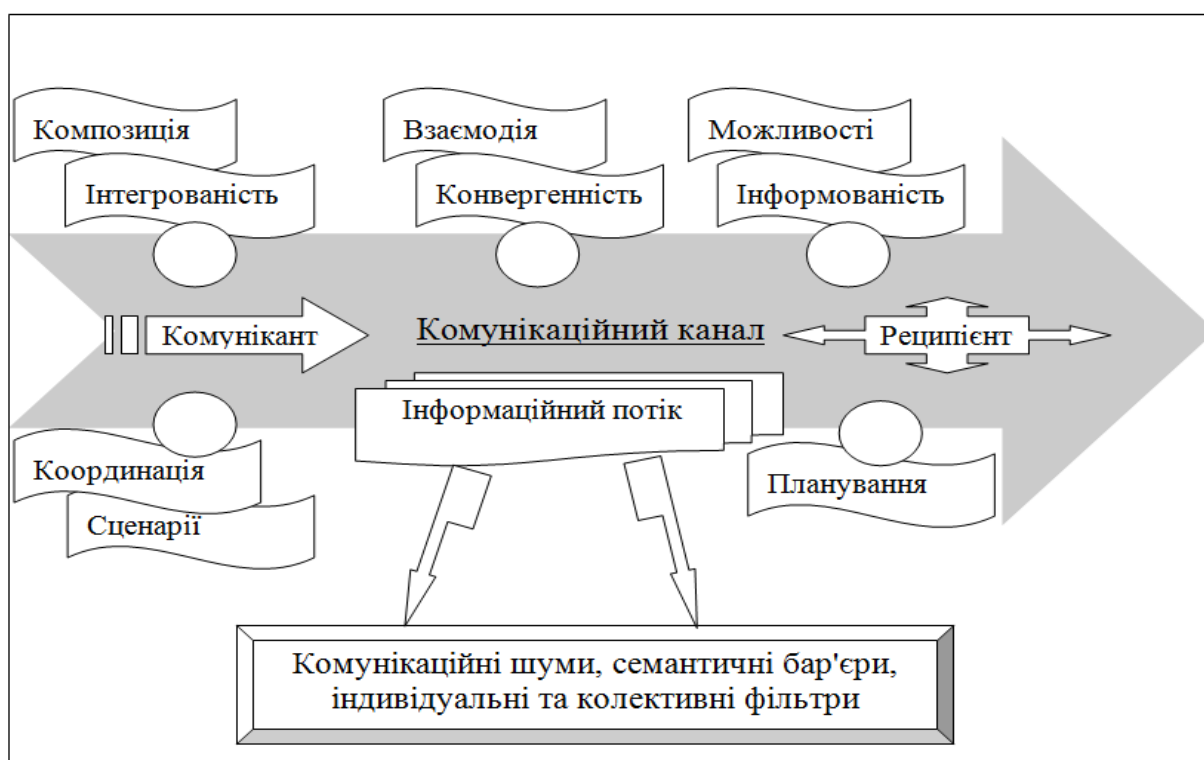 Композиція
Інтегрованість
Взаємодія
Конвергенність
Можливості
Інформованість
Комунікант
Комунікаційний канал
Реципієнт
Інформаційний потік
Координація
Сценарії
Планування
Комунікаційні шуми, семантичні бар'єри,
індивідуальні та колективні фільтри